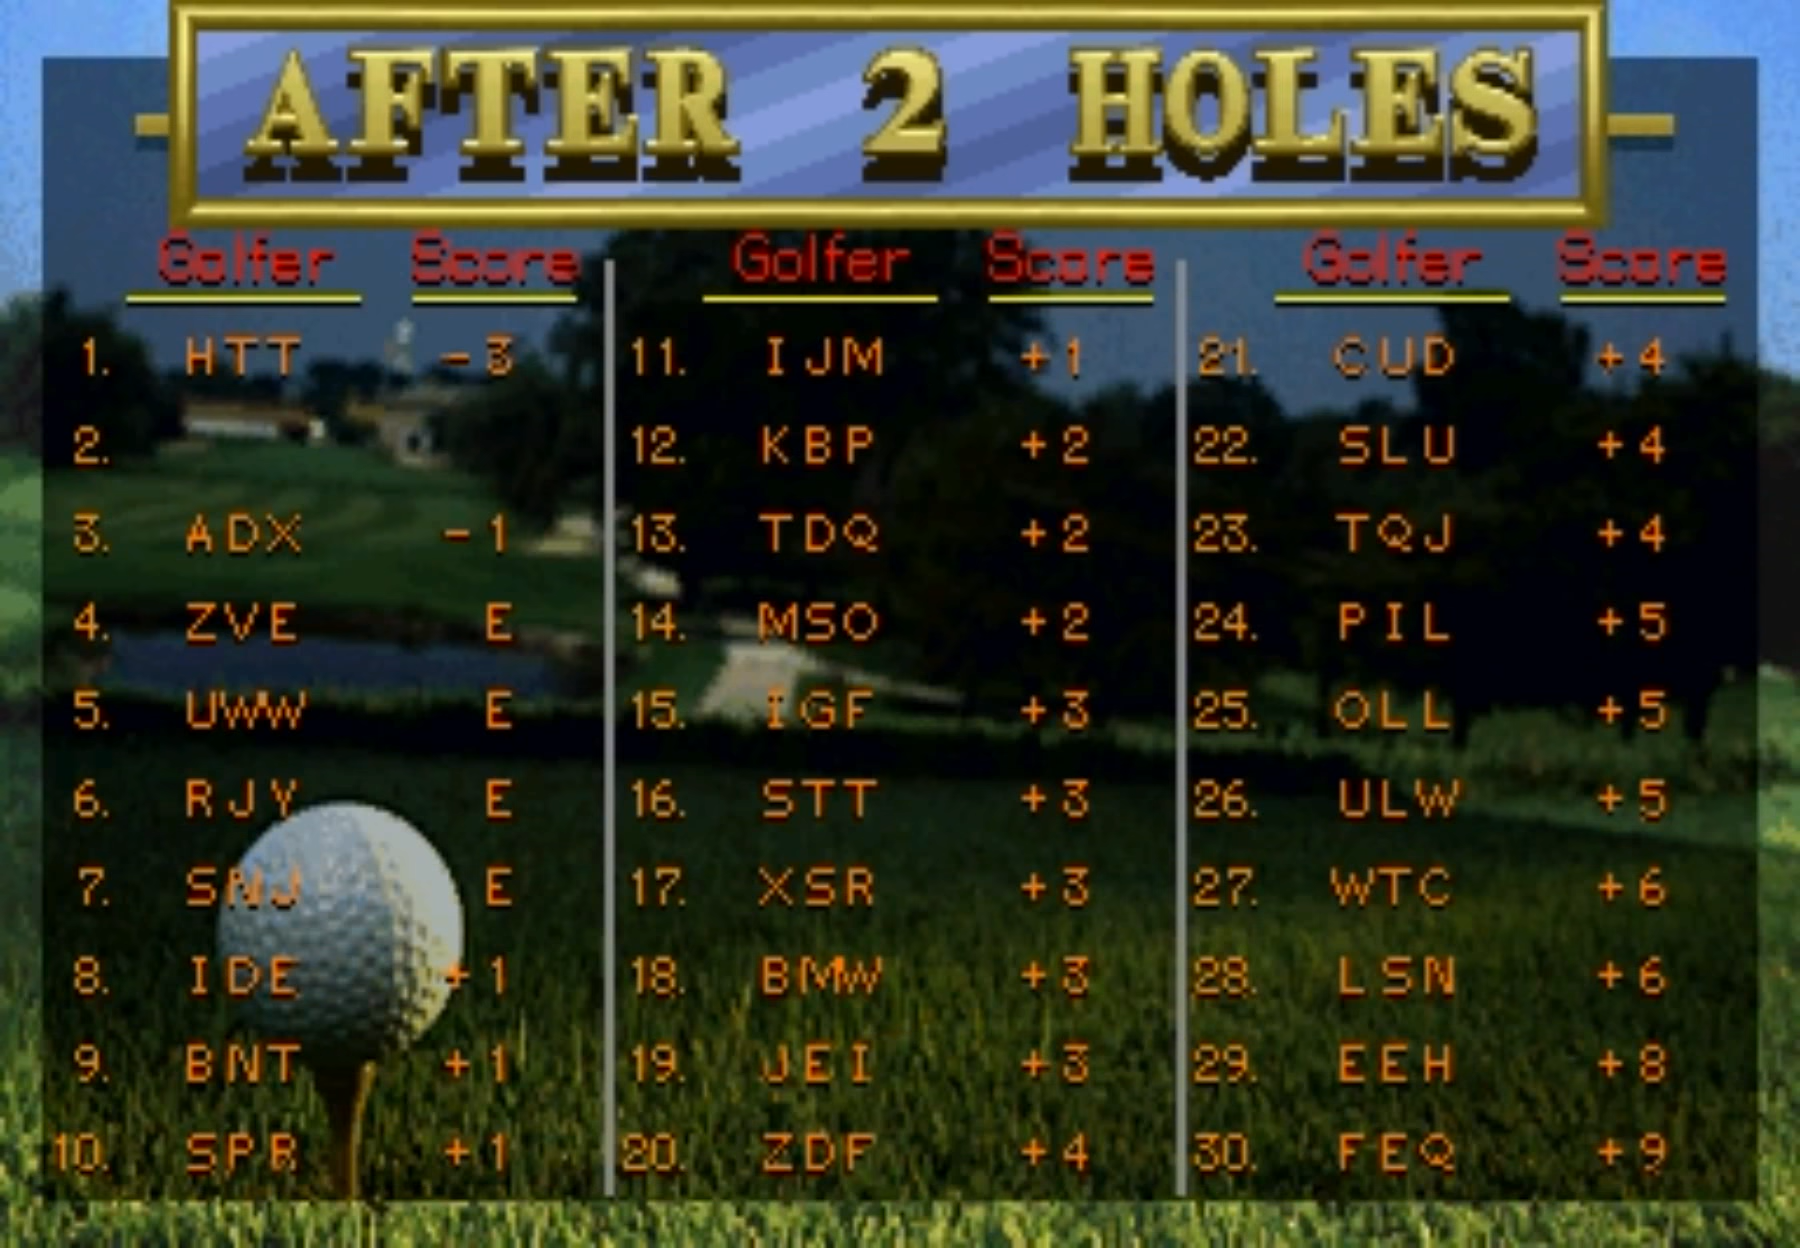 AFTER 2 HOLES
Golfer Score Golfer Score Golfer Score
1. HTT -3 11. IJM +1 21. CUD +4
2. 12. KBP +2 22. SLU +4
3. ADX -1 13. TDQ +2 23. TQJ +4
4. ZVE E 14. MSO +2 24. PIL +5
5. UWW E 15. IGF +3 25. OLL +5
6. RJY E 16. STT +3 26. ULW +5
7. SNJ E 17. XSR +3 27. WTC +6
8. IDE +1 18. BMW +3 28. LSN +6
9. BNT +1 19. JEI +3 29. EEH +8
10. SPR +1 20. ZDF +4 30. FEQ +9